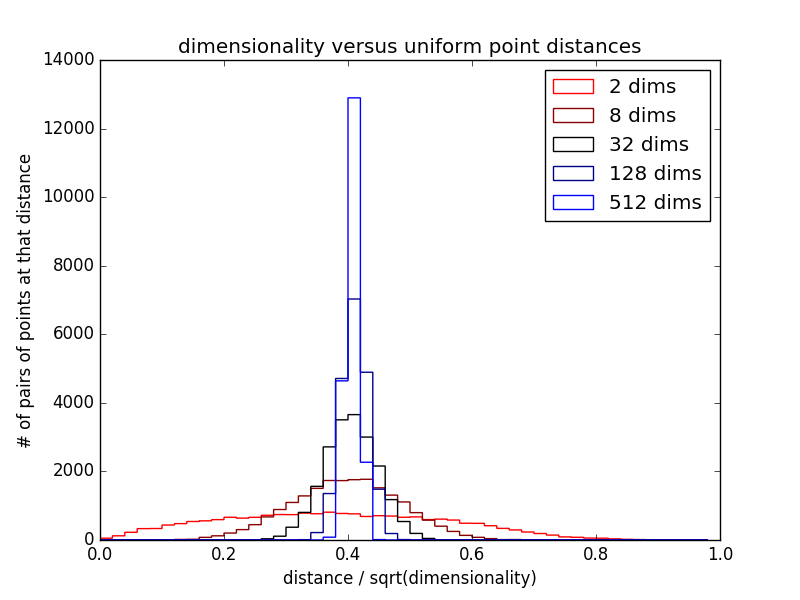 dimensionality versus uniform point distances
14000
12000
10000
8000
6000
4000
2000
0
# of pairs of points at that distance
2 dims
8 dims
32 dims
128 dims
512 dims
0.0 0.2 0.4 0.6 0.8 1.0
distance / sqrt(dimensionality)